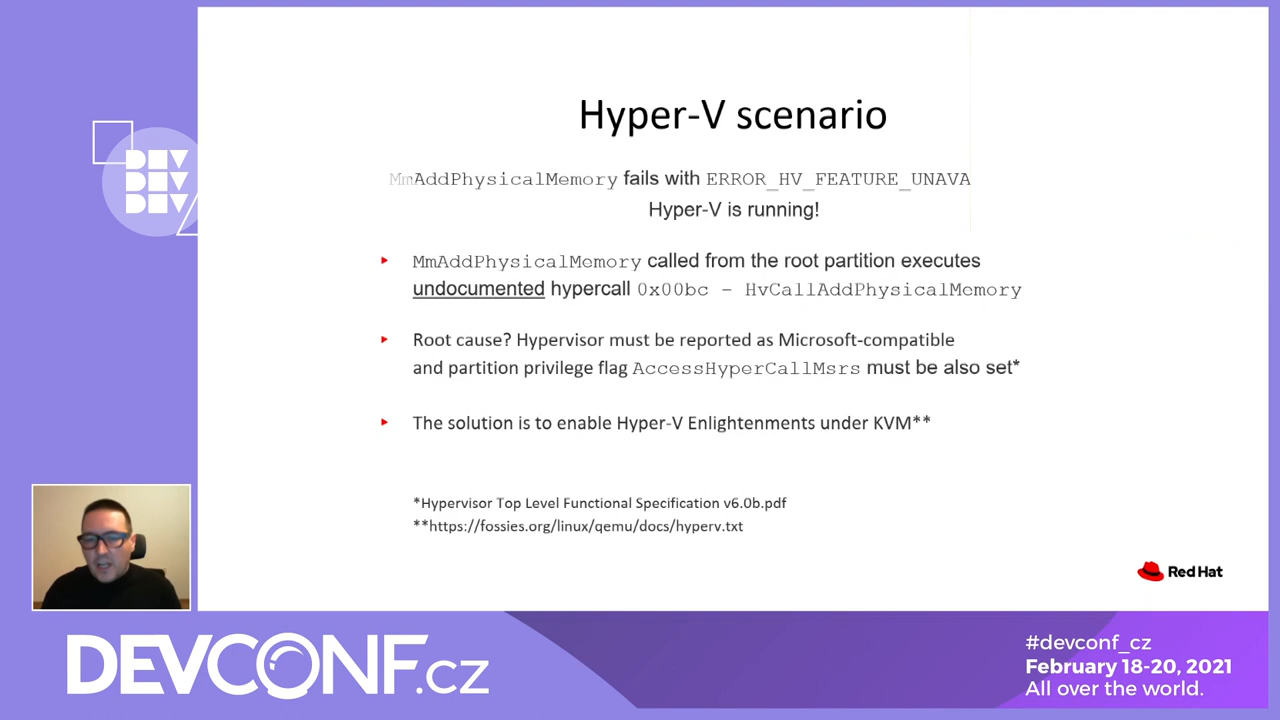 Hyper-V scenario
MmAddPhysicalMemory fails with ERROR_HV_FEATURE_UNAVA
Hyper-V is running!
MmAddPhysicalMemory called from the root partition executes
undocumented hypercall 0x00bc - HvCallAddPhysicalMemory
Root cause? Hypervisor must be reported as Microsoft-compatible
and partition privilege flag AccessHyperCallMsrs must be also set*
The solution is to enable Hyper-V Enlightenments under KVM**
*Hypervisor Top Level Functional Specification v6.0b.pdf
**https://fossies.org/linux/qemu/docs/hyperv.txt
Red Hat
DEV
DEV
DEVCONF.cz
#devconf_cz
February 18-20, 2021
All over the world.